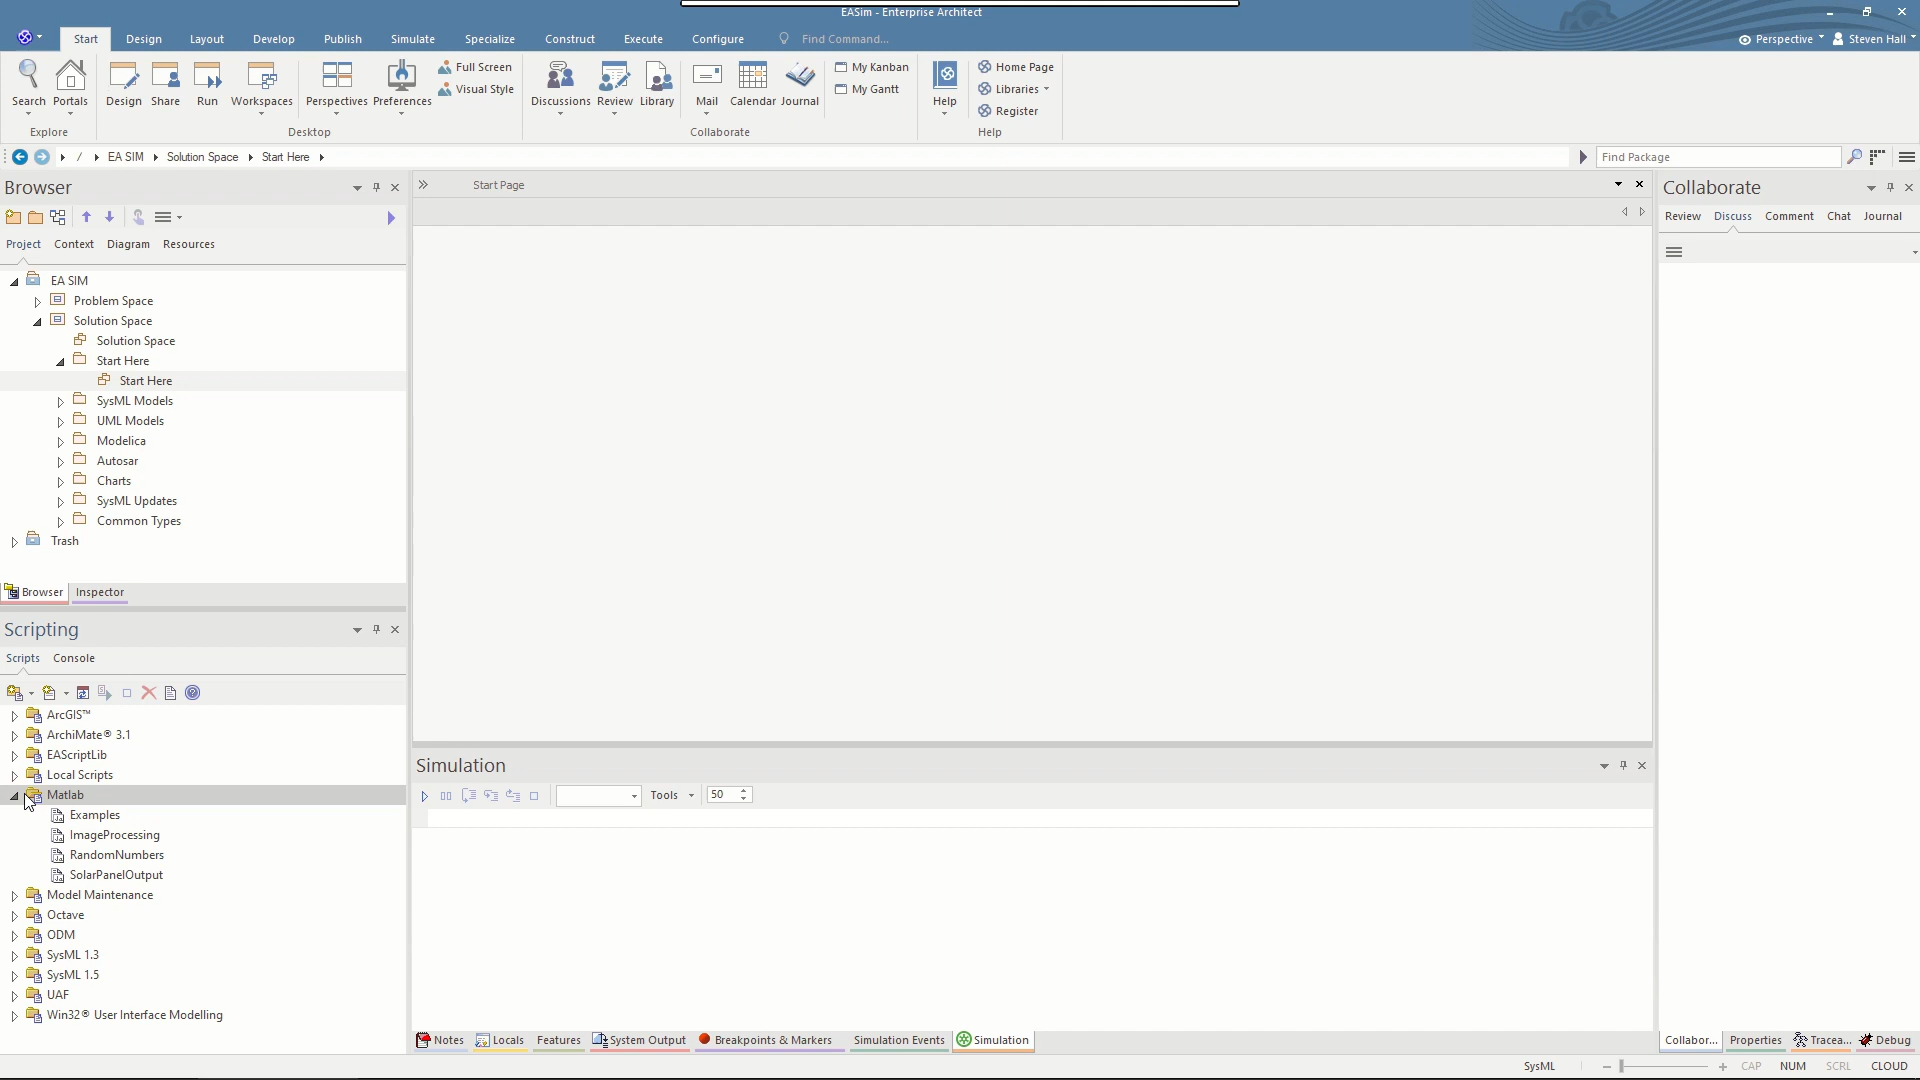 EASim - Enterprise Architect
Start Design Layout Develop Publish Simulate Specialize Construct Execute Configure Find Command... Perspective Steven Hall
Search Portals Design Share Run Workspaces Perspectives Preferences Full Screen Visual Style Discussions Review Library Mail Calendar Journal My Kanban My Gantt Help Home Page Libraries Register
Explore Desktop Collaborate Help
/ EA SIM Solution Space Start Here Find Package
Browser
Project Context Diagram Resources
EA SIM
Problem Space
Solution Space
Solution Space
Start Here
Start Here
SysML Models
UML Models
Modelica
Autosar
Charts
SysML Updates
Common Types
Trash
Browser Inspector
Scripting
Scripts Console
ArcGIS™
ArchiMate® 3.1
EAScriptLib
Local Scripts
Matlab
Examples
ImageProcessing
RandomNumbers
SolarPanelOutput
Model Maintenance
Octave
ODM
SysML 1.3
SysML 1.5
UAF
Win32® User Interface Modelling
Start Page
Simulation
Tools 50
Notes Locals Features System Output Breakpoints & Markers Simulation Events Simulation
Collaborate
Review Discuss Comment Chat Journal
Collabor... Properties Tracea... Debug
SysML CAP NUM SCRL CLOUD